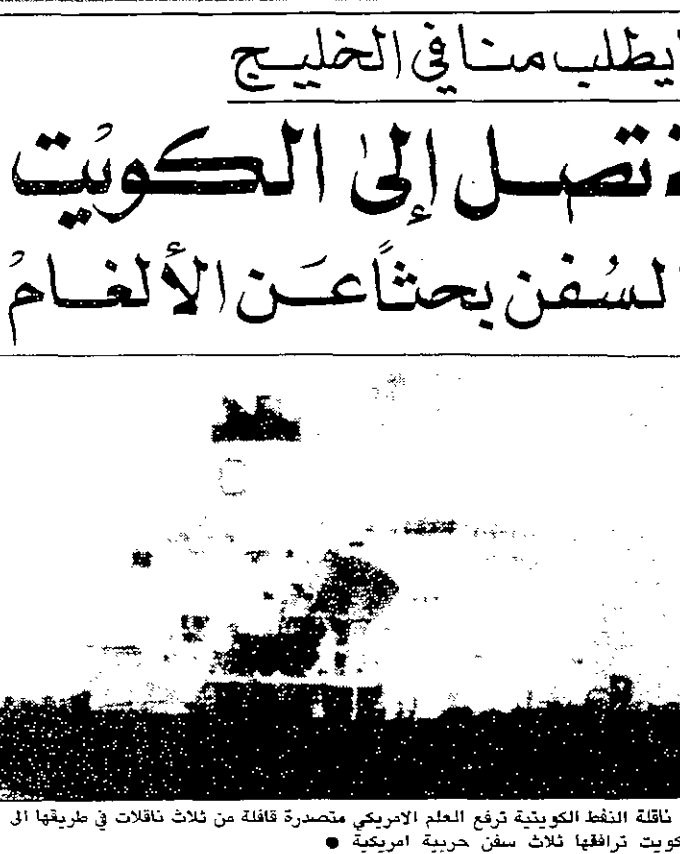 يطلب منا في الخليج
تصل إلى الكويت
السفن بحثاً عن الألغام
ناقلة النفط الكويتية ترفع العلم الامريكي متصدرة قافلة من ثلاث ناقلات في طريقها الى
كويت ترافقها ثلاث سفن حربية امريكية ●